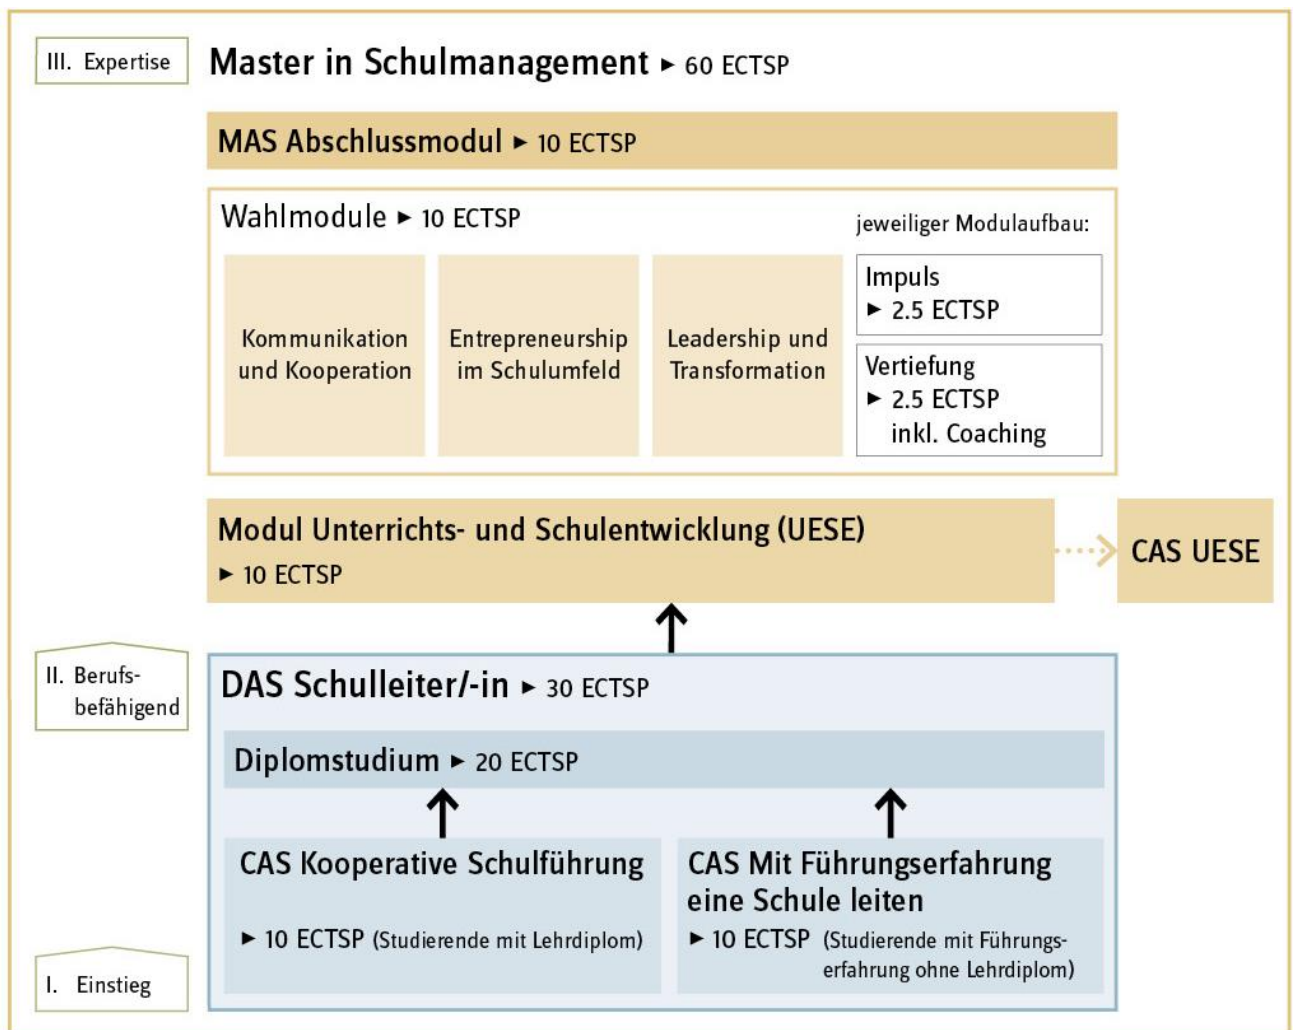 III. Expertise
Master in Schulmanagement ► 60 ECTSP
MAS Abschlussmodul ► 10 ECTSP
Wahlmodule ► 10 ECTSP
jeweiliger Modulaufbau:
Kommunikation
und Kooperation
Entrepreneurship
im Schulumfeld
Leadership und
Transformation
Impuls
► 2.5 ECTSP
Vertiefung
► 2.5 ECTSP
inkl. Coaching
Modul Unterrichts- und Schulentwicklung (UESE)
► 10 ECTSP
CAS UESE
II. Berufs-
befähigend
DAS Schulleiter/-in ► 30 ECTSP
Diplomstudium ► 20 ECTSP
CAS Kooperative Schulführung
► 10 ECTSP (Studierende mit Lehrdiplom)
CAS Mit Führungserfahrung
eine Schule leiten
► 10 ECTSP (Studierende mit Führungs-
erfahrung ohne Lehrdiplom)
I. Einstieg